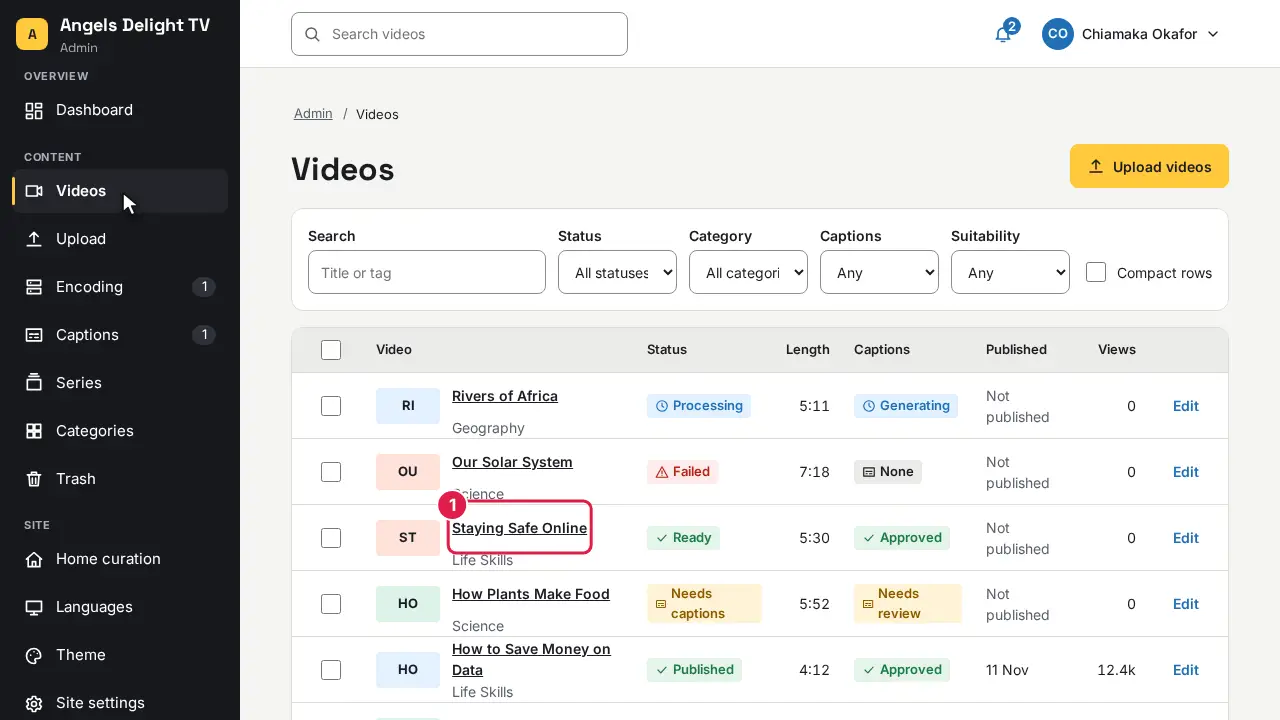 A
Angels Delight TV
Admin
OVERVIEW
Dashboard
CONTENT
Videos
Upload
Encoding 1
Captions 1
Series
Categories
Trash
SITE
Home curation
Languages
Theme
Site settings
Search videos
2
CO Chiamaka Okafor
Admin / Videos
Videos
Upload videos
Search Status Category Captions Suitability
Title or tag All statuses All categori Any Any Compact rows
Video Status Length Captions Published Views
RI Rivers of Africa Processing 5:11 Generating Not published 0 Edit
Geography
OU Our Solar System Failed 7:18 None Not published 0 Edit
Science
1
ST Staying Safe Online Ready 5:30 Approved Not published 0 Edit
Life Skills
HO How Plants Make Food Needs captions 5:52 Needs review Not published 0 Edit
Science
HO How to Save Money on Data Published 4:12 Approved 11 Nov 12.4k Edit
Life Skills